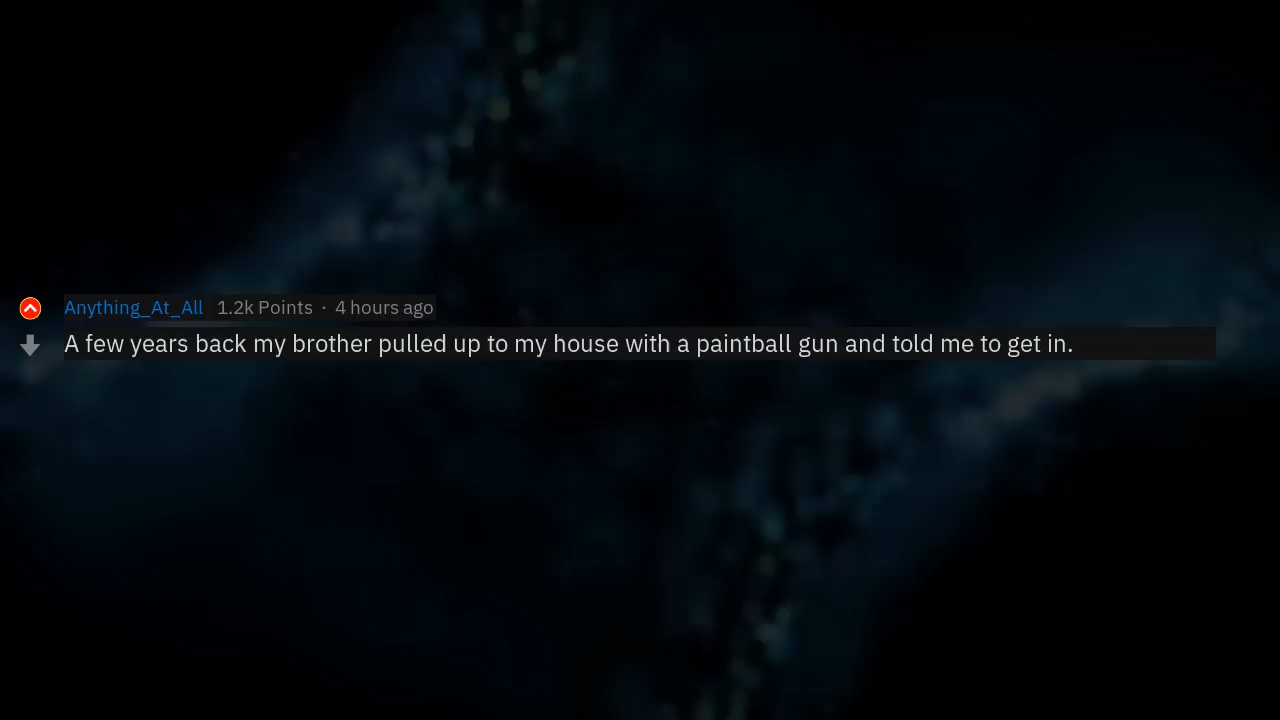 Anything_At_All 1.2k Points · 4 hours ago
A few years back my brother pulled up to my house with a paintball gun and told me to get in.